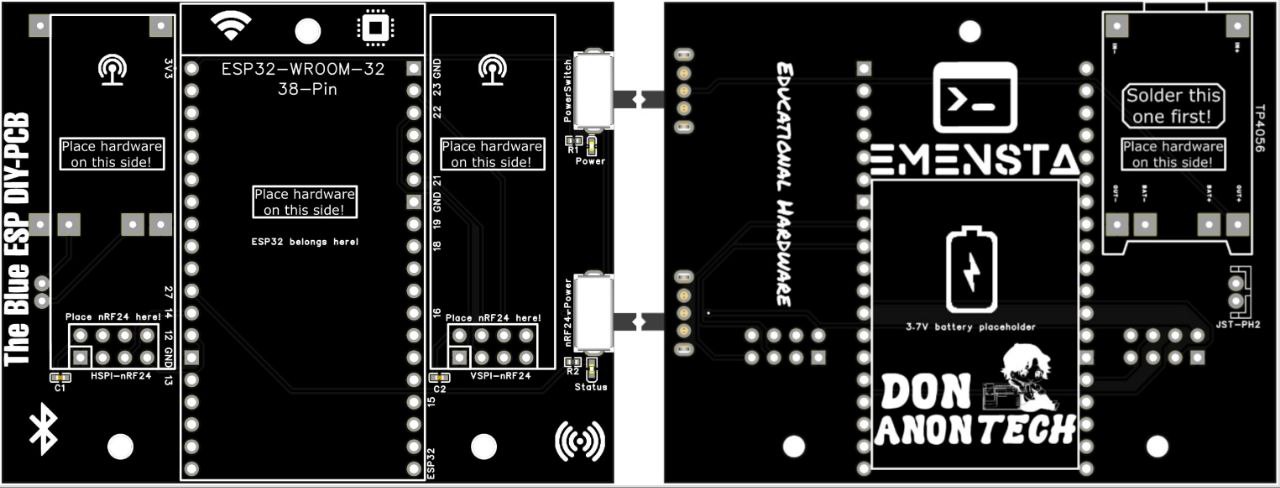 The Blue ESP DIY-PCB
3V3
Place hardware
on this side!
27
14
12
GND
13
Place nRF24 here!
HSPI-nRF24
C1
ESP32-WROOM-32
38-Pin
Place hardware
on this side!
ESP32 belongs here!
GND
23
22
21
GND
19
18
16
15
ESP32
Place hardware
on this side!
Place nRF24 here!
VSPI-nRF24
C2
PowerSwitch
R1
Power
nRF24-Power
R2
Status
Educational Hardware
>_
EMENSTA
3.7V battery placeholder
DON
ANONTECH
IN-
IN+
Solder this
one first!
Place hardware
on this side!
TP4056
OUT-
BAT-
BAT+
OUT+
JST-PH2